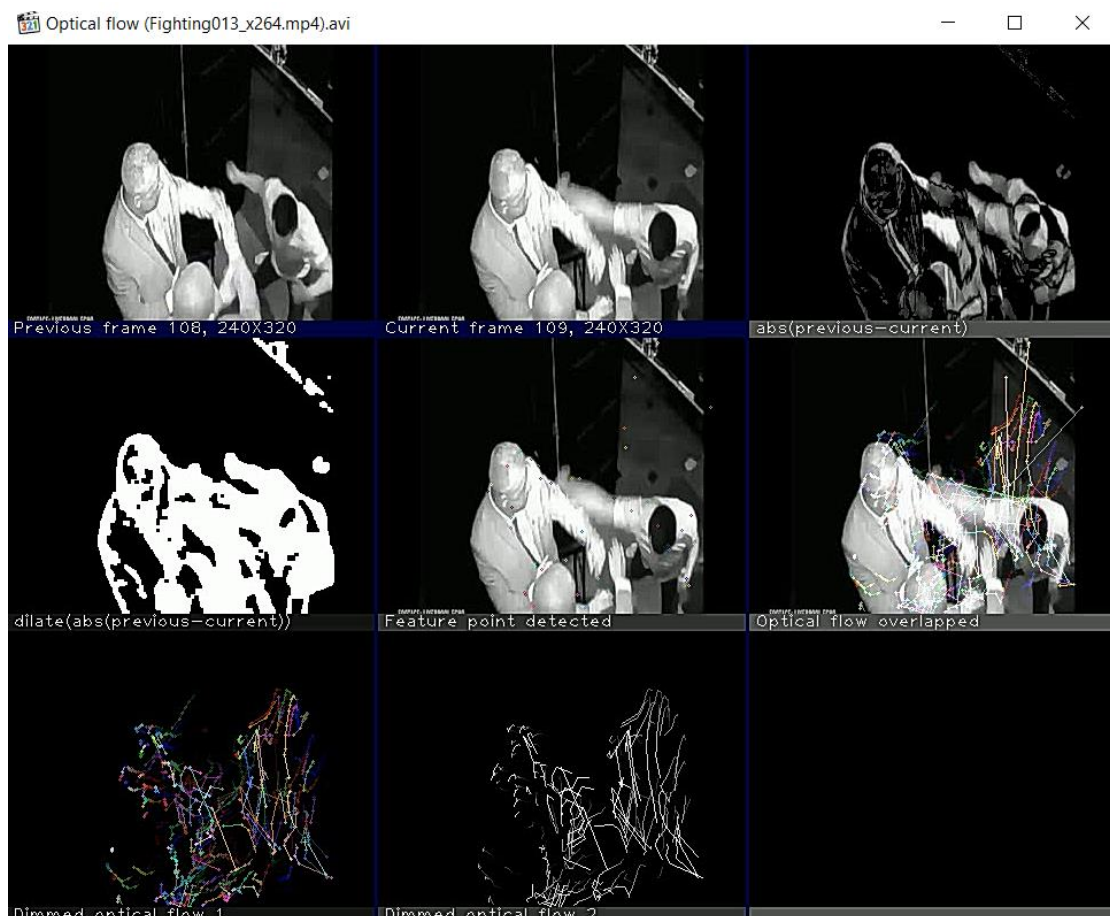 Optical flow (Fighting013_x264.mp4).avi
Previous frame 108, 240X320
Current frame 109, 240X320
abs(previous-current)
dilate(abs(previous-current))
Feature point detected
Optical flow overlapped
Dimmed optical flow 1
Dimmed optical flow 2